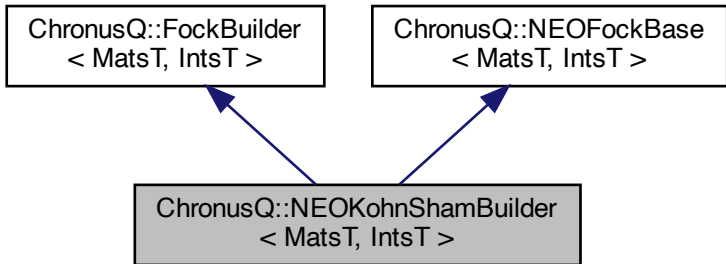 ChronusQ::FockBuilder
< MatsT, IntsT >
ChronusQ::NEOFockBase
< MatsT, IntsT >
ChronusQ::NEOKohnShamBuilder
< MatsT, IntsT >